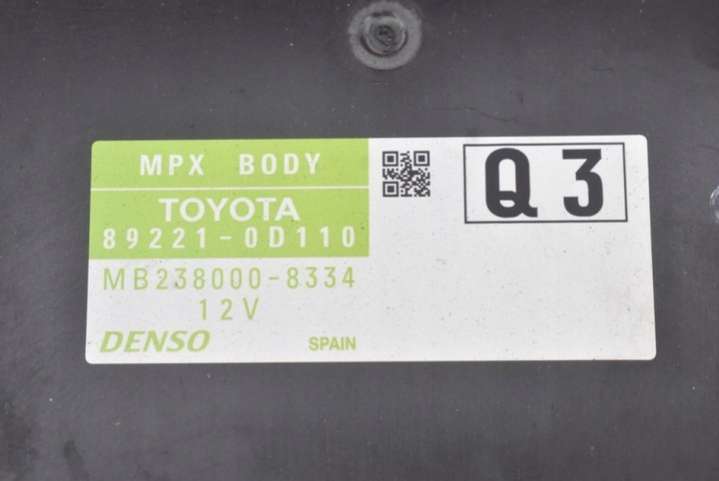 MPX BODY
TOYOTA
89221-0D110
MB238000-8334
12V
DENSO
SPAIN
Q3